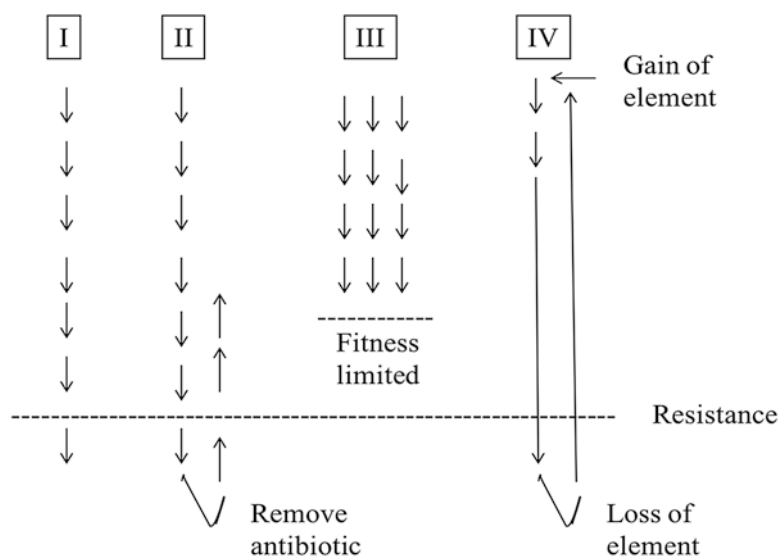 I
II
III
IV
Gain of
element
Fitness
limited
Resistance
Remove
antibiotic
Loss of
element